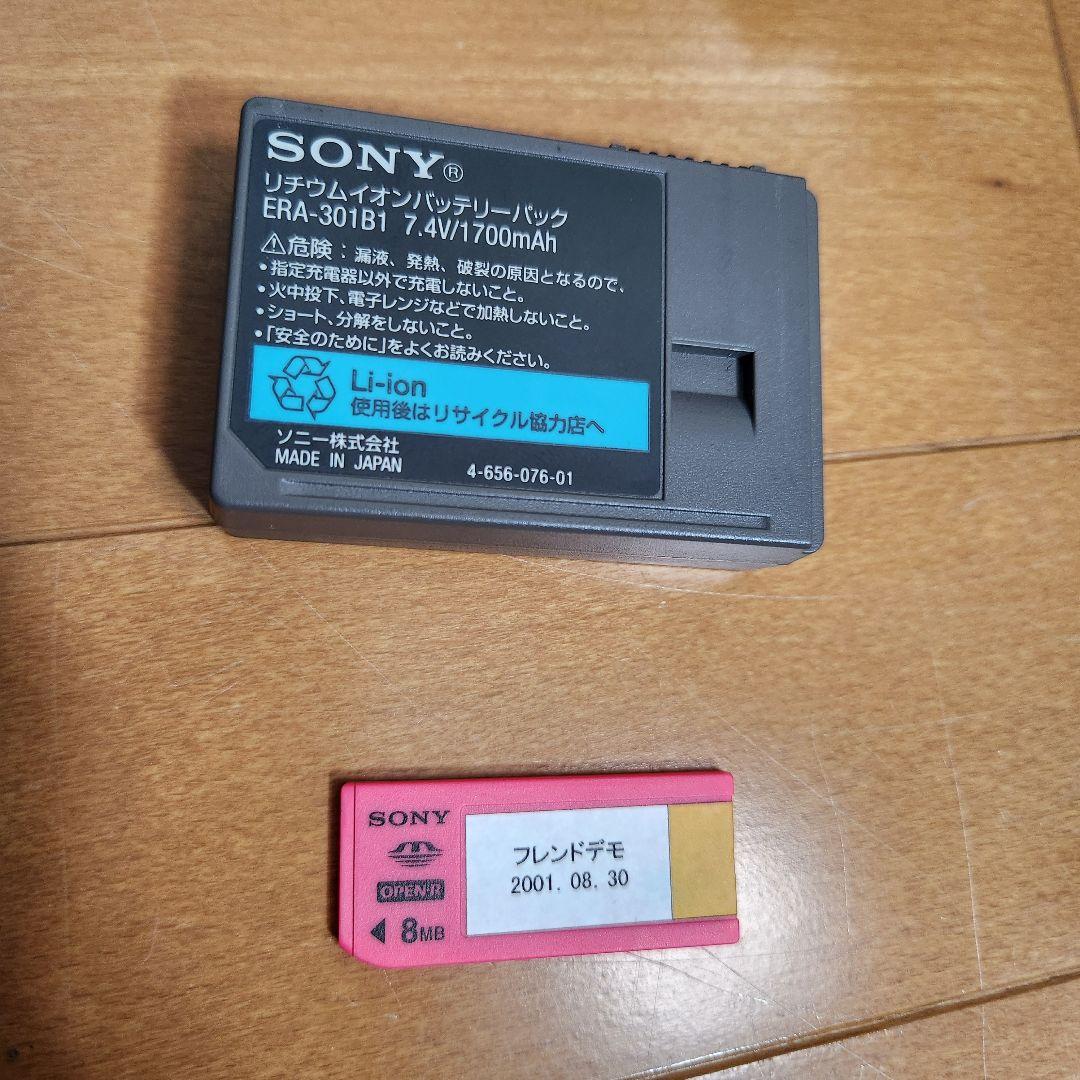 SONY®
リチウムイオンバッテリーパック
ERA-301B1 7.4V/1700mAh
⚠危険：漏液、発熱、破裂の原因となるので、
•指定充電器以外で充電しないこと。
•火中投下、電子レンジなどで加熱しないこと。
•ショート、分解をしないこと。
•「安全のために」をよくお読みください。
Li-ion
使用後はリサイクル協力店へ
ソニー株式会社
MADE IN JAPAN 4-656-076-01
SONY
OPEN-R
8MB
フレンドデモ
2001.08.30